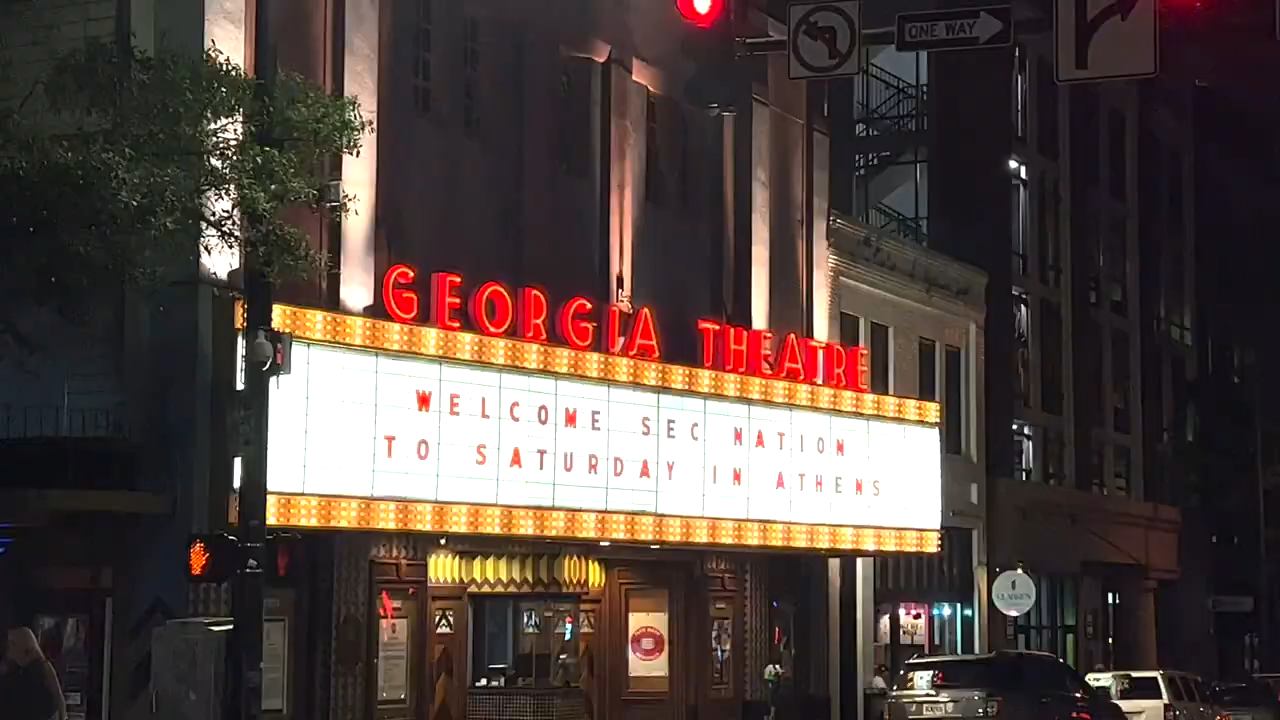 ONE WAY
GEORGIA THEATRE
WELCOME SEC NATION
TO SATURDAY IN ATHENS